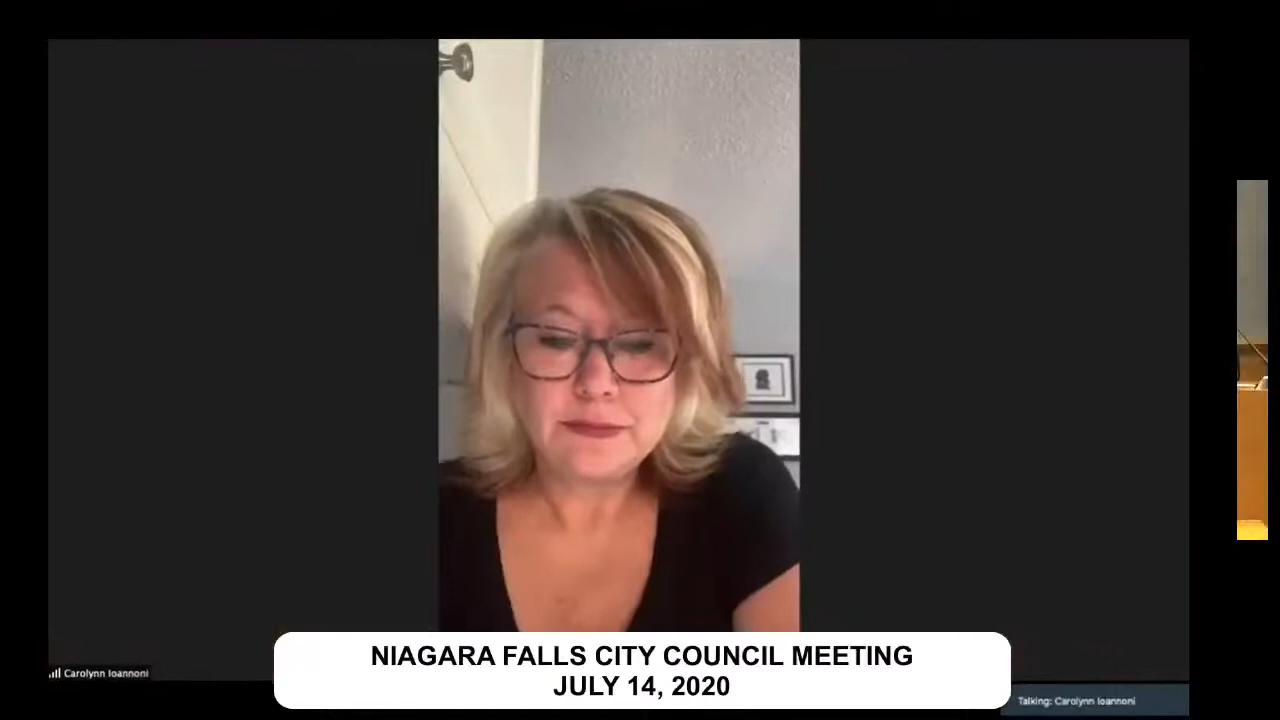 Carolynn Ioannoni
NIAGARA FALLS CITY COUNCIL MEETING
JULY 14, 2020
Talking: Carolynn Ioannoni